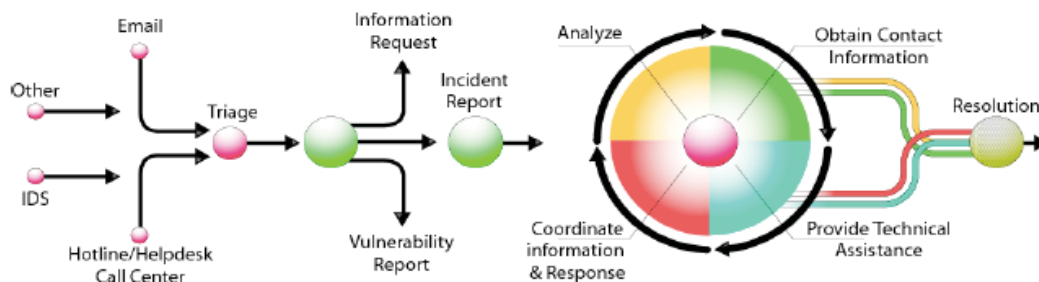 Email
Other
IDS
Hotline/Helpdesk
Call Center
Triage
Information
Request
Incident
Report
Vulnerability
Report
Analyze
Obtain Contact
Information
Coordinate
information
& Response
Provide Technical
Assistance
Resolution